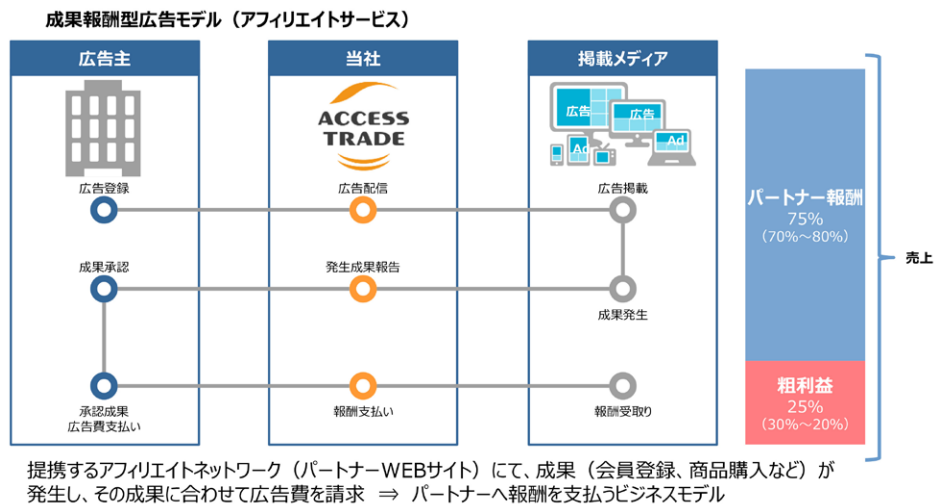 成果報酬型広告モデル（アフィリエイトサービス）
広告主
当社
掲載メディア
ACCESS
TRADE
広告
広告
Ad
Ad
広告登録
広告配信
広告掲載
成果承認
発生成果報告
成果発生
承認成果
広告費支払い
報酬支払い
報酬受取り
パートナー報酬
75%
（70%～80%）
粗利益
25%
（30%～20%）
売上
提携するアフィリエイトネットワーク（パートナーWEBサイト）にて、成果（会員登録、商品購入など）が
発生し、その成果に合わせて広告費を請求 ⇒ パートナーへ報酬を支払うビジネスモデル